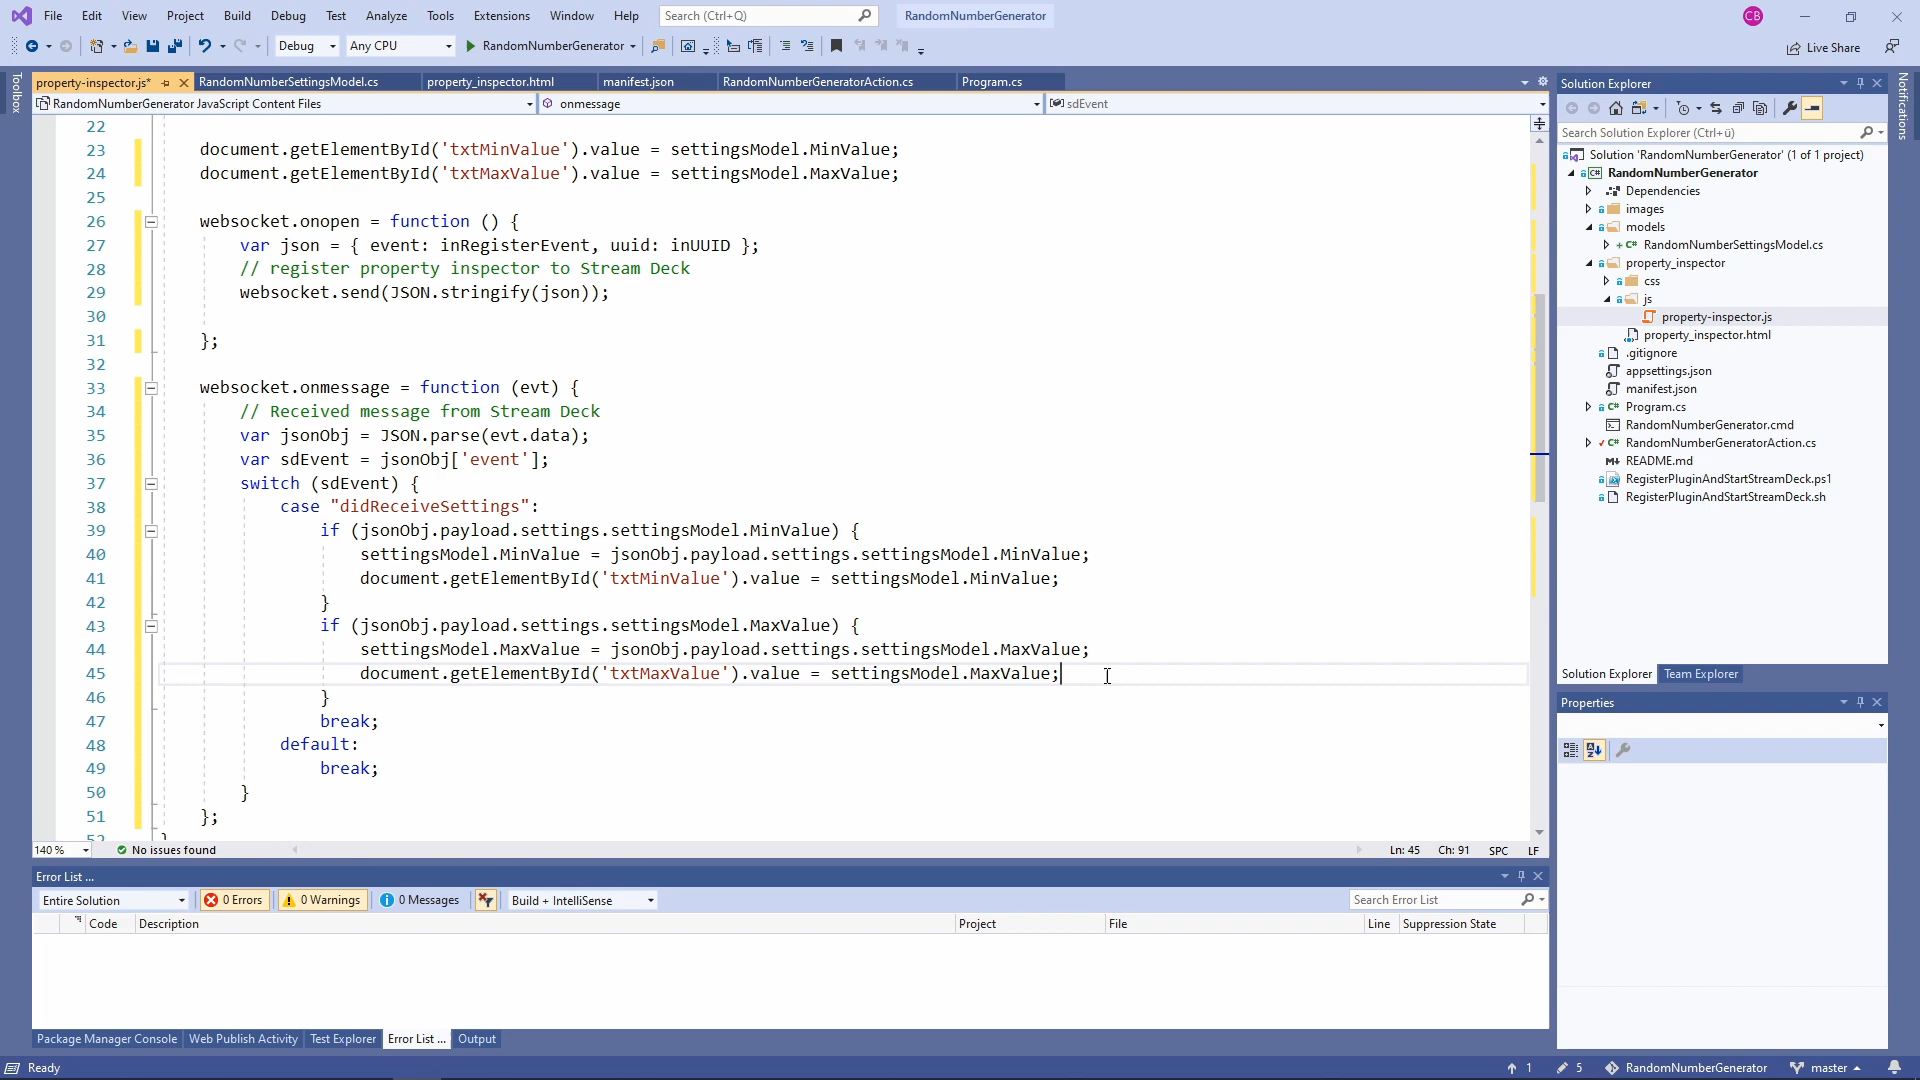 File Edit View Project Build Debug Test Analyze Tools Extensions Window Help Search (Ctrl+Q) RandomNumberGenerator CB
Debug Any CPU RandomNumberGenerator Live Share
Toolbox
property-inspector.js* RandomNumberSettingsModel.cs property_inspector.html manifest.json RandomNumberGeneratorAction.cs Program.cs
RandomNumberGenerator JavaScript Content Files onmessage sdEvent
22
23 document.getElementById('txtMinValue').value = settingsModel.MinValue;
24 document.getElementById('txtMaxValue').value = settingsModel.MaxValue;
25
26 websocket.onopen = function () {
27 var json = { event: inRegisterEvent, uuid: inUUID };
28 // register property inspector to Stream Deck
29 websocket.send(JSON.stringify(json));
30
31 };
32
33 websocket.onmessage = function (evt) {
34 // Received message from Stream Deck
35 var jsonObj = JSON.parse(evt.data);
36 var sdEvent = jsonObj['event'];
37 switch (sdEvent) {
38 case "didReceiveSettings":
39 if (jsonObj.payload.settings.settingsModel.MinValue) {
40 settingsModel.MinValue = jsonObj.payload.settings.settingsModel.MinValue;
41 document.getElementById('txtMinValue').value = settingsModel.MinValue;
42 }
43 if (jsonObj.payload.settings.settingsModel.MaxValue) {
44 settingsModel.MaxValue = jsonObj.payload.settings.settingsModel.MaxValue;
45 document.getElementById('txtMaxValue').value = settingsModel.MaxValue;
46 }
47 break;
48 default:
49 break;
50 }
51 };
52 }
140 % No issues found Ln: 45 Ch: 91 SPC LF
Error List ...
Entire Solution 0 Errors 0 Warnings 0 Messages Build + IntelliSense Search Error List
Code Description Project File Line Suppression State
Package Manager Console Web Publish Activity Test Explorer Error List ... Output
Solution Explorer
Search Solution Explorer (Ctrl+ü)
Solution 'RandomNumberGenerator' (1 of 1 project)
RandomNumberGenerator
Dependencies
images
models
RandomNumberSettingsModel.cs
property_inspector
css
js
property-inspector.js
property_inspector.html
.gitignore
appsettings.json
manifest.json
Program.cs
RandomNumberGenerator.cmd
RandomNumberGeneratorAction.cs
README.md
RegisterPluginAndStartStreamDeck.ps1
RegisterPluginAndStartStreamDeck.sh
Solution Explorer Team Explorer
Properties
Notifications
Ready 1 5 RandomNumberGenerator master